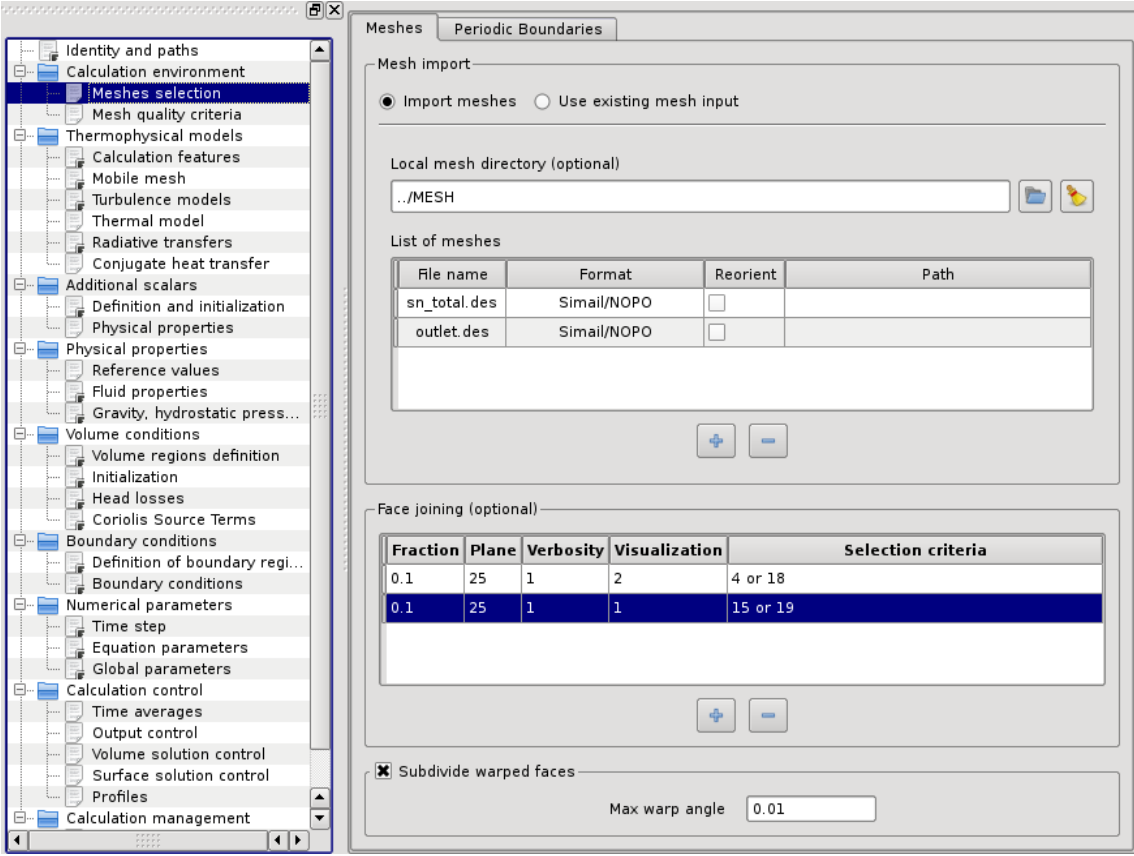 Identity and paths
Calculation environment
Meshes selection
Mesh quality criteria
Thermophysical models
Calculation features
Mobile mesh
Turbulence models
Thermal model
Radiative transfers
Conjugate heat transfer
Additional scalars
Definition and initialization
Physical properties
Physical properties
Reference values
Fluid properties
Gravity, hydrostatic press...
Volume conditions
Volume regions definition
Initialization
Head losses
Coriolis Source Terms
Boundary conditions
Definition of boundary regi...
Boundary conditions
Numerical parameters
Time step
Equation parameters
Global parameters
Calculation control
Time averages
Output control
Volume solution control
Surface solution control
Profiles
Calculation management
Meshes Periodic Boundaries
Mesh import
Import meshes Use existing mesh input
Local mesh directory (optional)
../MESH
List of meshes
File name Format Reorient Path
sn_total.des Simail/NOPO
outlet.des Simail/NOPO
Face joining (optional)
Fraction Plane Verbosity Visualization Selection criteria
0.1 25 1 2 4 or 18
0.1 25 1 1 15 or 19
Subdivide warped faces
Max warp angle 0.01